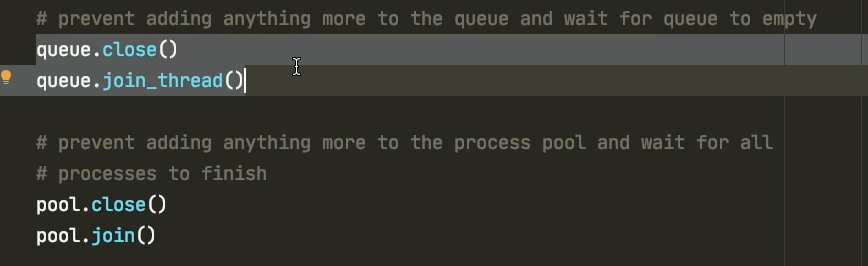 # prevent adding anything more to the queue and wait for queue to empty
queue.close()
queue.join_thread()
# prevent adding anything more to the process pool and wait for all
# processes to finish
pool.close()
pool.join()